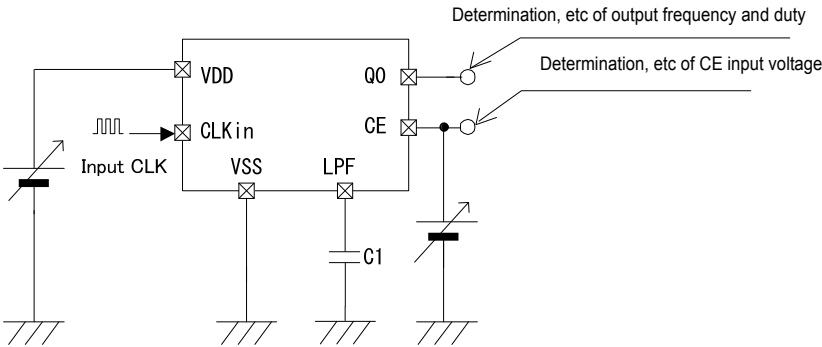 Determination, etc of output frequency and duty
Determination, etc of CE input voltage
VDD
Q0
CLKin
CE
Input CLK
VSS
LPF
C1